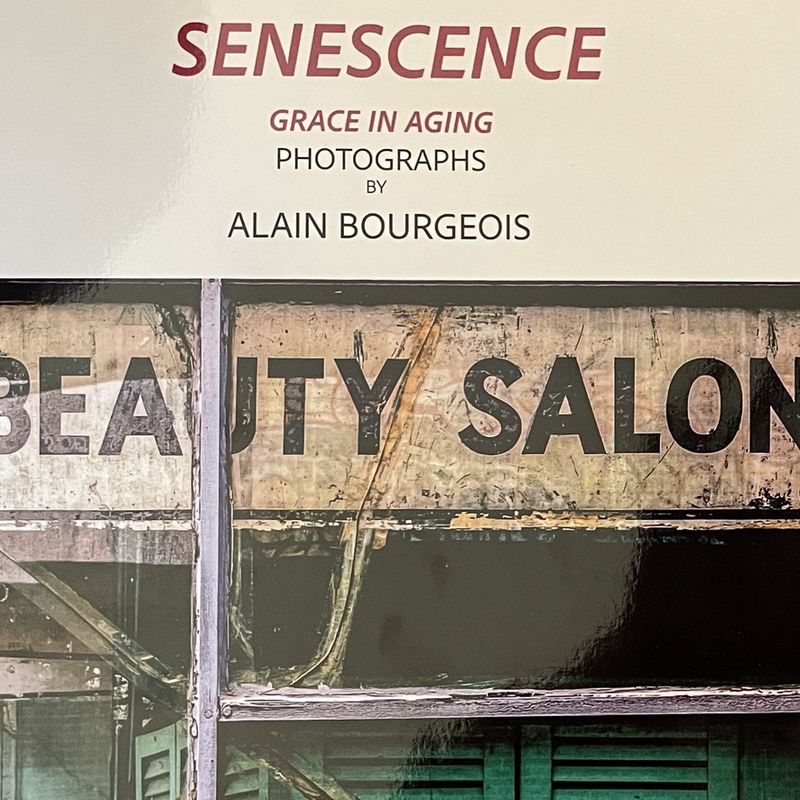 SENESCENCE
GRACE IN AGING
PHOTOGRAPHS
BY
ALAIN BOURGEOIS
BEAUTY SALON